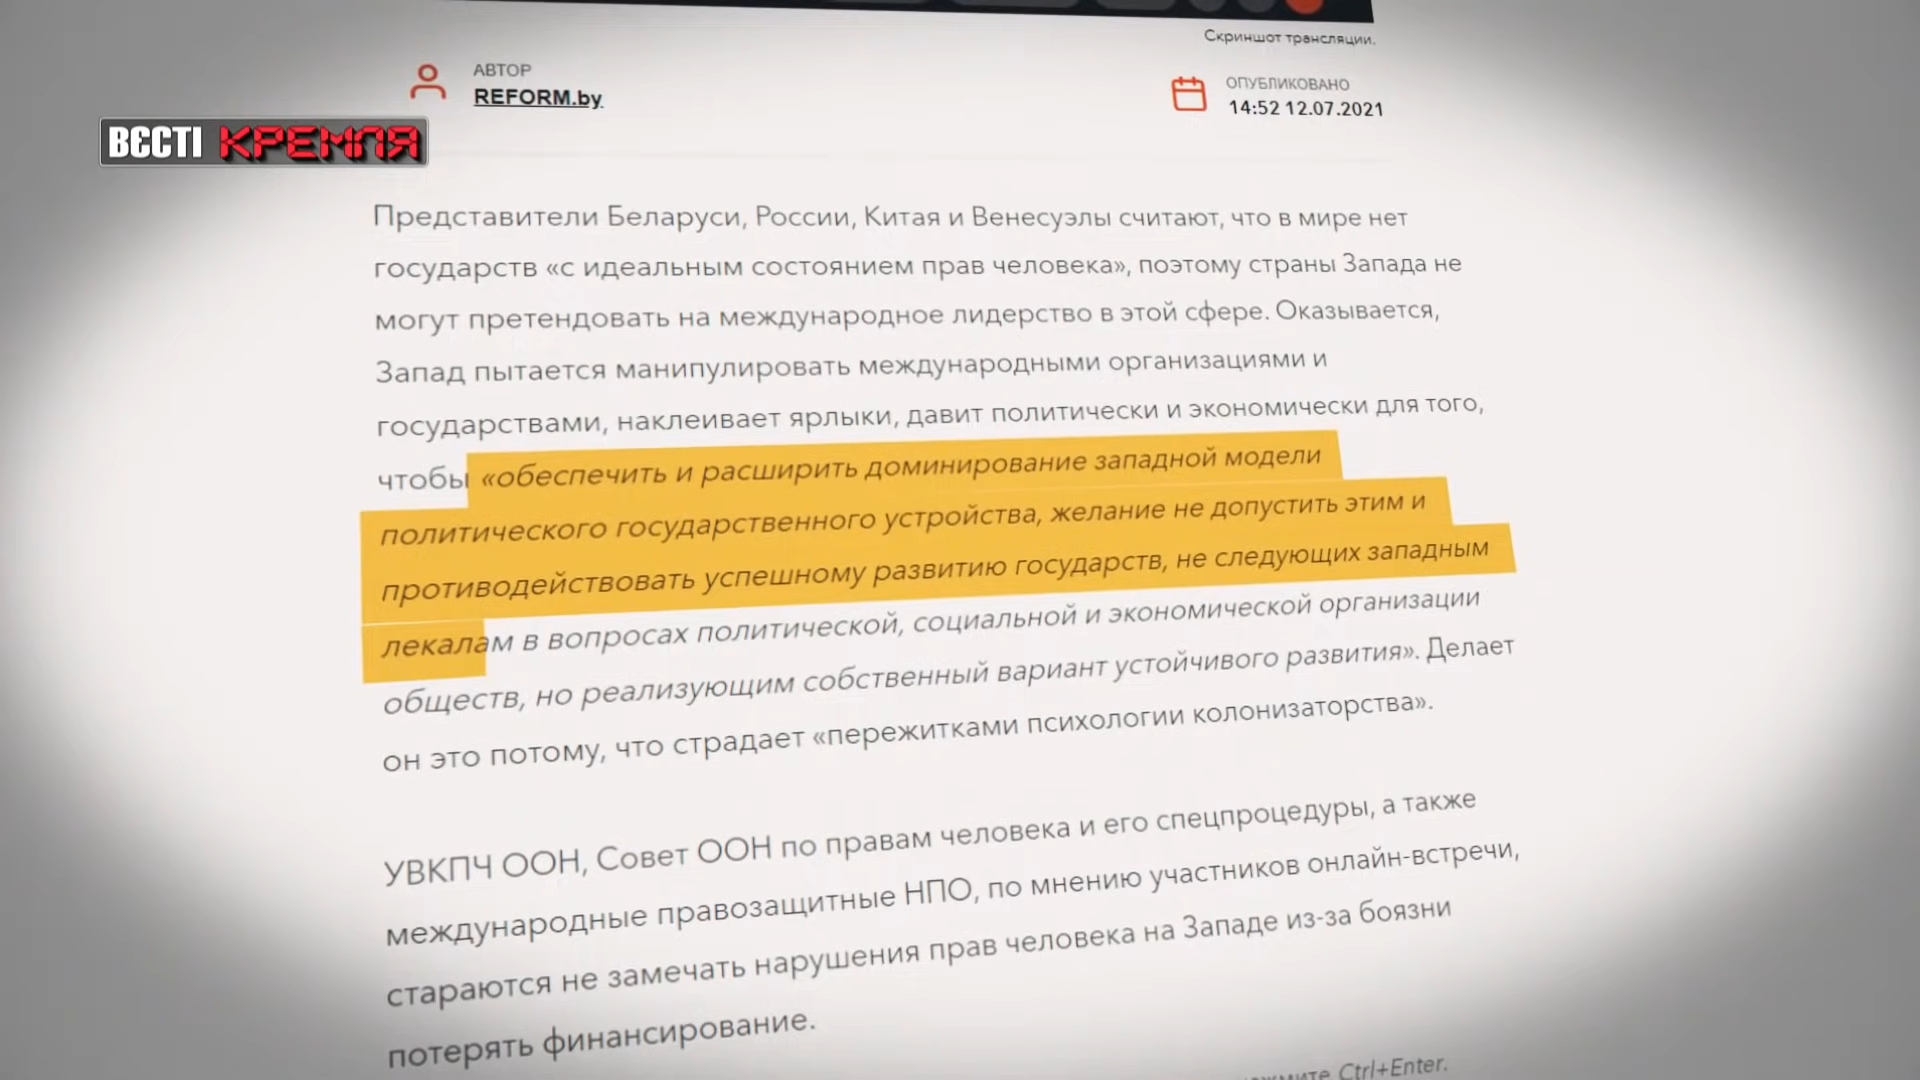 Скриншот трансляции.
АВТОР
REFORM.by
ОПУБЛИКОВАНО
14:52 12.07.2021
ВЄСТІ КРЕМЛЯ
Представители Беларуси, России, Китая и Венесуэлы считают, что в мире нет
государств «с идеальным состоянием прав человека», поэтому страны Запада не
могут претендовать на международное лидерство в этой сфере. Оказывается,
Запад пытается манипулировать международными организациями и
государствами, наклеивает ярлыки, давит политически и экономически для того,
чтобы «обеспечить и расширить доминирование западной модели
политического государственного устройства, желание не допустить этим и
противодействовать успешному развитию государств, не следующих западным
лекалам в вопросах политической, социальной и экономической организации
обществ, но реализующим собственный вариант устойчивого развития». Делает
он это потому, что страдает «пережитками психологии колонизаторства».
УВКПЧ ООН, Совет ООН по правам человека и его спецпроцедуры, а также
международные правозащитные НПО, по мнению участников онлайн-встречи,
стараются не замечать нарушения прав человека на Западе из-за боязни
потерять финансирование.
Ctrl+Enter.